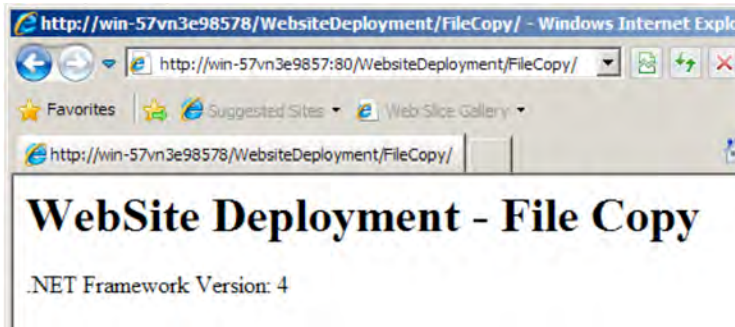 http://win-57vn3e98578/WebsiteDeployment/FileCopy/ - Windows Internet Expl
http://win-57vn3e9857:80/WebsiteDeployment/FileCopy/
Favorites Suggested Sites Web Slice Gallery
http://win-57vn3e98578/WebsiteDeployment/FileCopy/
WebSite Deployment - File Copy
.NET Framework Version: 4